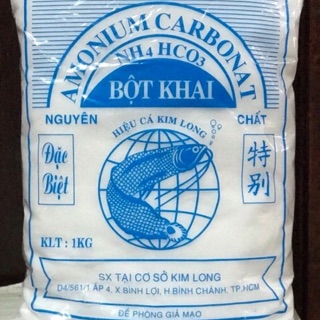 AMONIUM CARBONAT
NH4 HCO3
BỘT KHAI
NGUYÊN CHẤT
HIỆU CÁ KIM LONG
Đặc Biệt
特別
KLT : 1KG
SX TẠI CƠ SỞ KIM LONG
D4/561/1 ẤP 4, X.BÌNH LỢI, H.BÌNH CHÁNH, TP.HCM
ĐỀ PHÒNG GIẢ MẠO